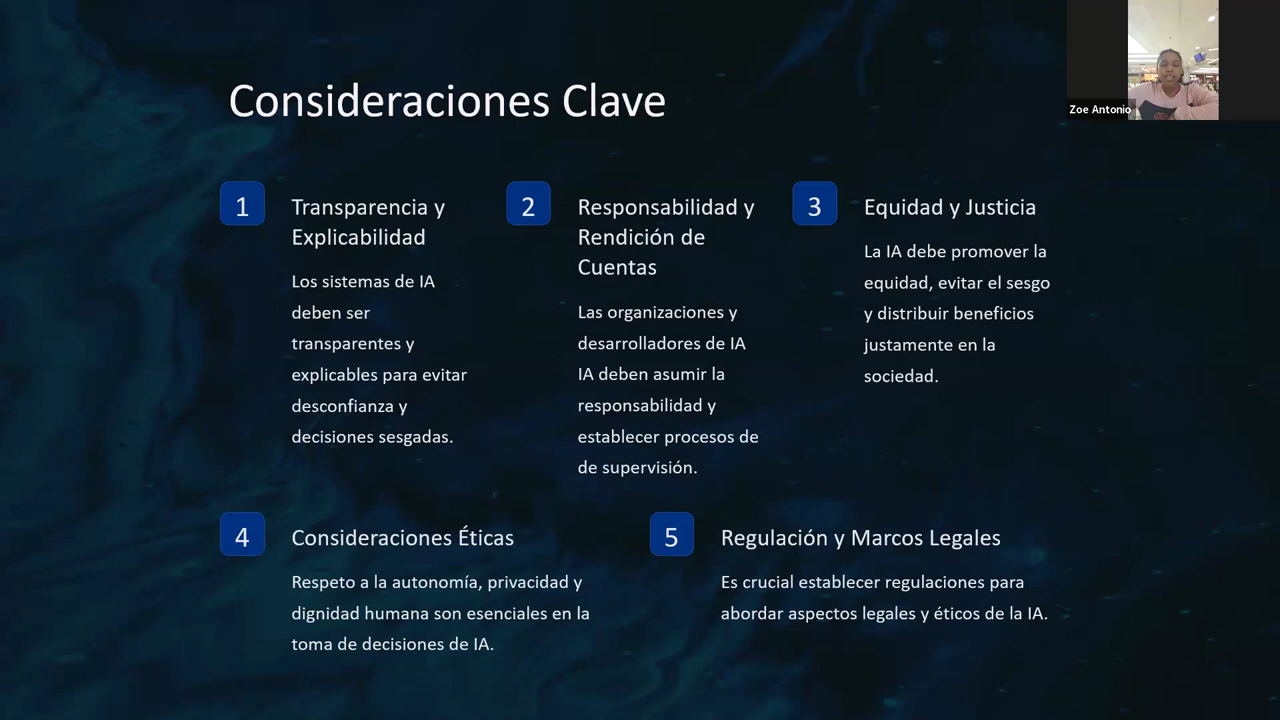 Consideraciones Clave
Zoe Antonio
1
Transparencia y
Explicabilidad
Los sistemas de IA
deben ser
transparentes y
explicables para evitar
desconfianza y
decisiones sesgadas.
2
Responsabilidad y
Rendición de
Cuentas
Las organizaciones y
desarrolladores de IA
IA deben asumir la
responsabilidad y
establecer procesos de
de supervisión.
3
Equidad y Justicia
La IA debe promover la
equidad, evitar el sesgo
y distribuir beneficios
justamente en la
sociedad.
4
Consideraciones Éticas
Respeto a la autonomía, privacidad y
dignidad humana son esenciales en la
toma de decisiones de IA.
5
Regulación y Marcos Legales
Es crucial establecer regulaciones para
abordar aspectos legales y éticos de la IA.